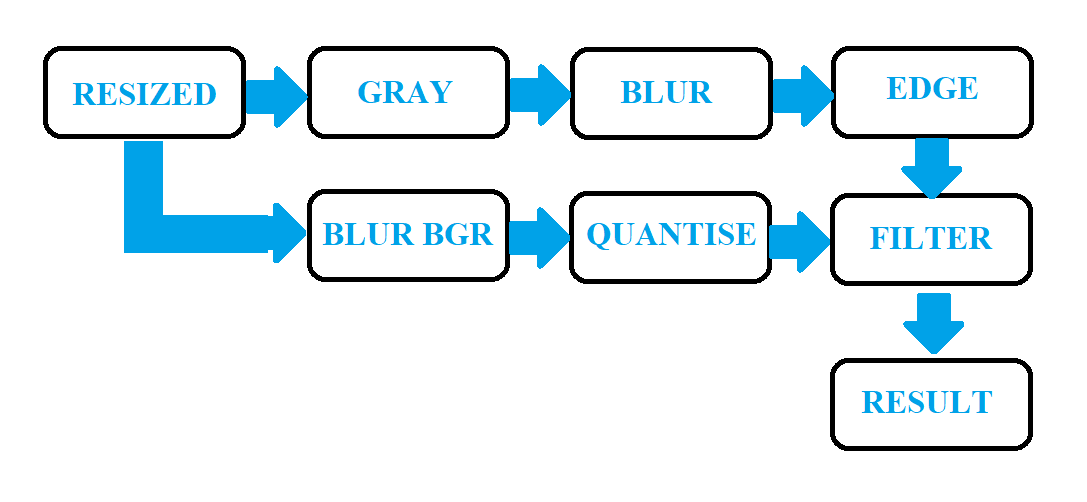 RESIZED
GRAY
BLUR
EDGE
BLUR BGR
QUANTISE
FILTER
RESULT